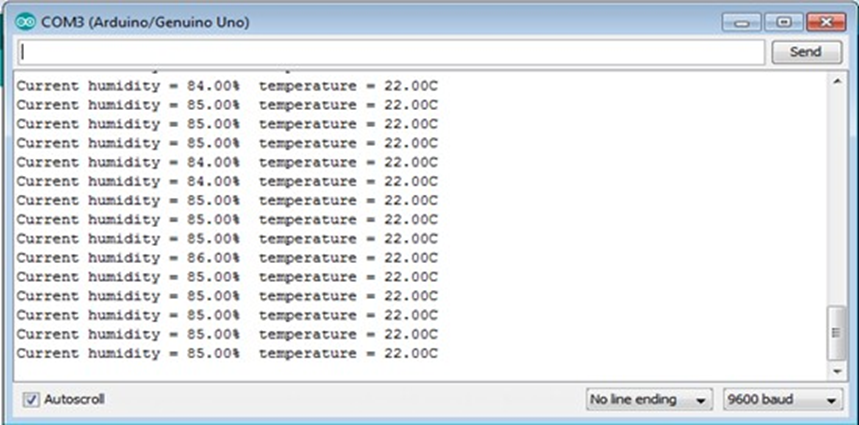 COM3 (Arduino/Genuino Uno)
Send
Current humidity = 84.00%  temperature = 22.00C
Current humidity = 85.00%  temperature = 22.00C
Current humidity = 85.00%  temperature = 22.00C
Current humidity = 85.00%  temperature = 22.00C
Current humidity = 84.00%  temperature = 22.00C
Current humidity = 84.00%  temperature = 22.00C
Current humidity = 85.00%  temperature = 22.00C
Current humidity = 85.00%  temperature = 22.00C
Current humidity = 85.00%  temperature = 22.00C
Current humidity = 86.00%  temperature = 22.00C
Current humidity = 85.00%  temperature = 22.00C
Current humidity = 85.00%  temperature = 22.00C
Current humidity = 85.00%  temperature = 22.00C
Current humidity = 85.00%  temperature = 22.00C
Current humidity = 85.00%  temperature = 22.00C
Autoscroll
No line ending
9600 baud